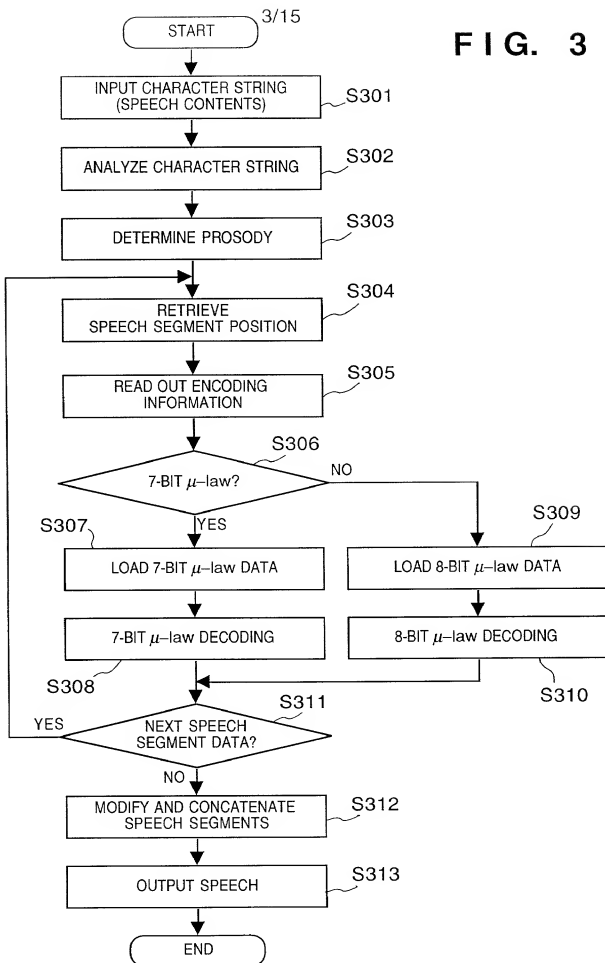 3/15
START
FIG. 3
INPUT CHARACTER STRING
(SPEECH CONTENTS)
S301
ANALYZE CHARACTER STRING
S302
DETERMINE PROSODY
S303
RETRIEVE
SPEECH SEGMENT POSITION
S304
READ OUT ENCODING
INFORMATION
S305
7-BIT μ-law?
S306
NO
YES
S307
LOAD 7-BIT μ-law DATA
S309
LOAD 8-BIT μ-law DATA
7-BIT μ-law DECODING
S308
8-BIT μ-law DECODING
S310
NEXT SPEECH
SEGMENT DATA?
S311
YES
NO
MODIFY AND CONCATENATE
SPEECH SEGMENTS
S312
OUTPUT SPEECH
S313
END